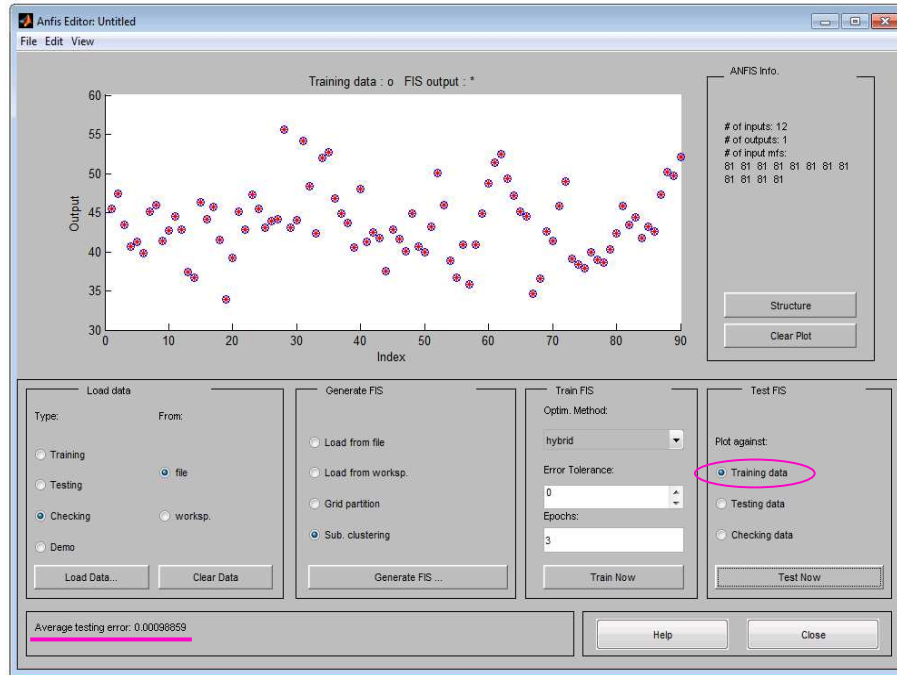 Anfis Editor: Untitled
File Edit View
Training data : o FIS output : *
60
55
50
45
40
35
30
Output
0 10 20 30 40 50 60 70 80 90
Index
ANFIS Info.
# of inputs: 12
# of outputs: 1
# of input mfs:
81 81 81 81 81 81 81 81
81 81 81 81
Structure
Clear Plot
Load data
Type:
From:
Training
Testing
Checking
Demo
file
worksp.
Load Data...
Clear Data
Generate FIS
Load from file
Load from worksp.
Grid partition
Sub. clustering
Generate FIS ...
Train FIS
Optim. Method:
hybrid
Error Tolerance:
0
Epochs:
3
Train Now
Test FIS
Plot against:
Training data
Testing data
Checking data
Test Now
Average testing error: 0.00098859
Help
Close